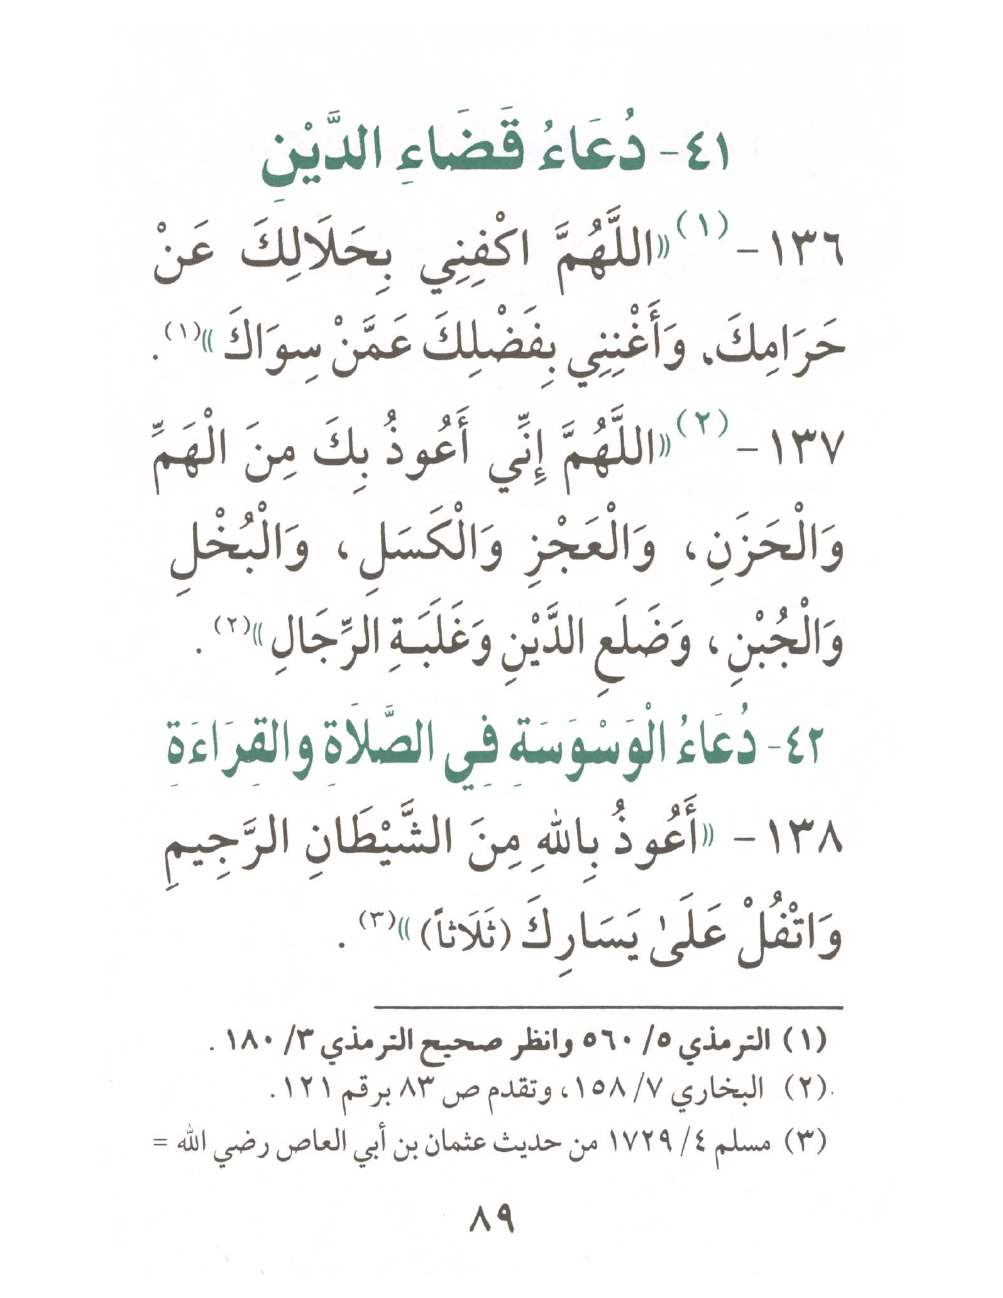 ٤١- دُعَاءُ قَضَاءِ الدَّيْنِ
١٣٦ - (١) «اللَّهُمَّ اكْفِنِي بِحَلَالِكَ عَنْ
حَرَامِكَ، وَأَغْنِنِي بِفَضْلِكَ عَمَّنْ سِوَاكَ»(١).
١٣٧ - (٢) «اللَّهُمَّ إِنِّي أَعُوذُ بِكَ مِنَ الْهَمِّ
وَالْحَزَنِ، وَالْعَجْزِ وَالْكَسَلِ، وَالْبُخْلِ
وَالْجُبْنِ، وَضَلَعِ الدَّيْنِ وَغَلَبَةِ الرِّجَالِ»(٢).
٤٢- دُعَاءُ الْوَسْوَسَةِ فِي الصَّلَاةِ والقِرَاءَةِ
١٣٨ - «أَعُوذُ بِاللهِ مِنَ الشَّيْطَانِ الرَّجِيمِ
وَاتْفُلْ عَلَىٰ يَسَارِكَ (ثَلَاثاً)»(٣).
(١) الترمذي ٥/ ٥٦٠ وانظر صحيح الترمذي ٣/ ١٨٠.
(٢) البخاري ٧/ ١٥٨، وتقدم ص ٨٣ برقم ١٢١.
(٣) مسلم ٤/ ١٧٢٩ من حديث عثمان بن أبي العاص رضي الله =
٨٩